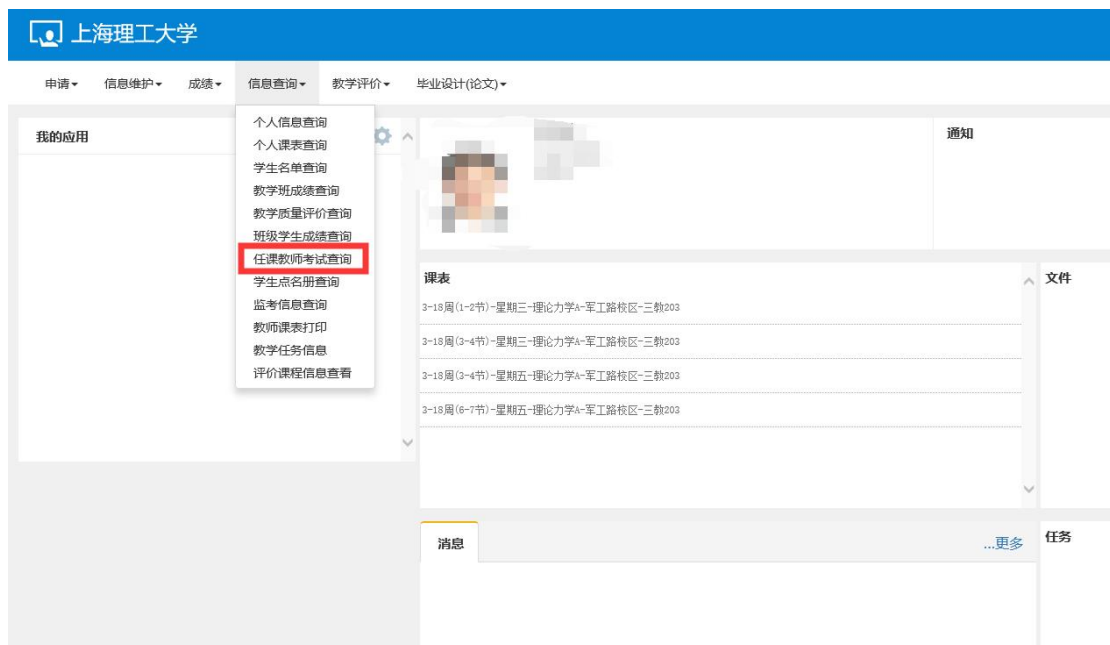 上海理工大学
申请 信息维护 成绩 信息查询 教学评价 毕业设计(论文)
我的应用
个人信息查询
个人课表查询
学生名单查询
教学班成绩查询
教学质量评价查询
班级学生成绩查询
任课教师考试查询
学生点名册查询
监考信息查询
教师课表打印
教学任务信息
评价课程信息查看
通知
课表
3-18周(1-2节)-星期三-理论力学A-军工路校区-三教203
3-18周(3-4节)-星期三-理论力学A-军工路校区-三教203
3-18周(3-4节)-星期五-理论力学A-军工路校区-三教203
3-18周(6-7节)-星期五-理论力学A-军工路校区-三教203
文件
消息
...更多
任务